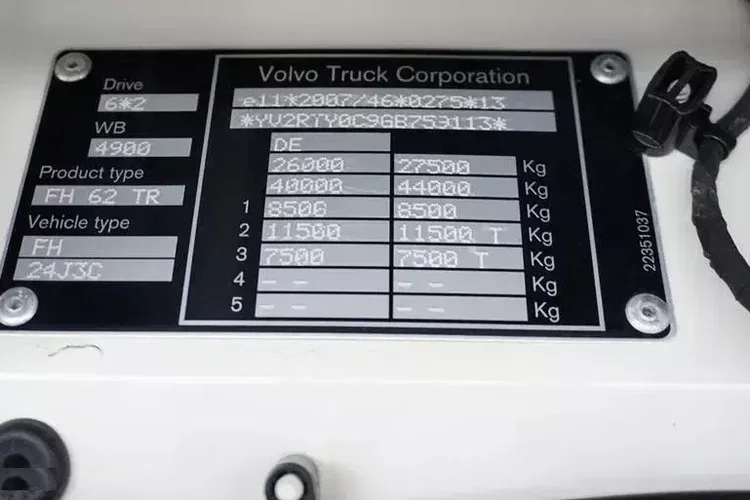 Drive
6*2
WB
4900
Product type
FH 62 TR
Vehicle type
FH
24J3C
Volvo Truck Corporation
e11*2007/46*0275*13
*YV2RTY0C9GB759113*
DE
26000 27500 Kg
40000 44000 Kg
1 8500 8500 Kg
2 11500 11500 T Kg
3 7500 7500 T Kg
4 -- -- Kg
5 -- -- Kg
22351037